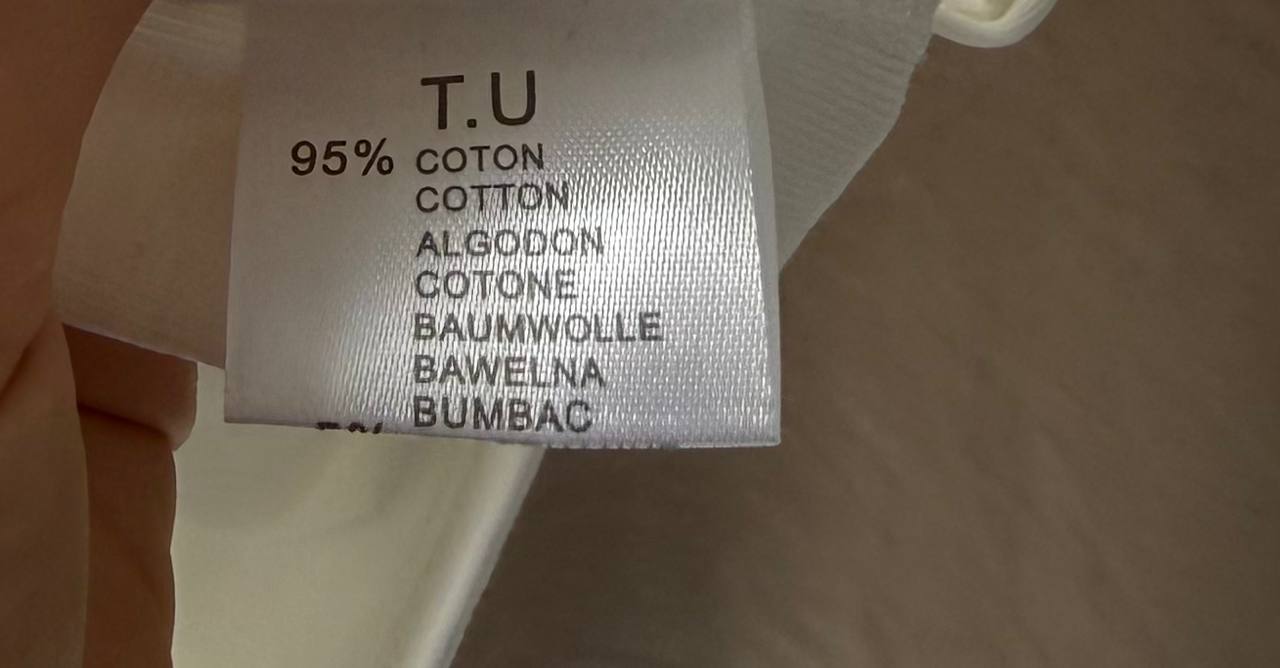 T.U
95% COTON
COTTON
ALGODON
COTONE
BAUMWOLLE
BAWELNA
BUMBAC